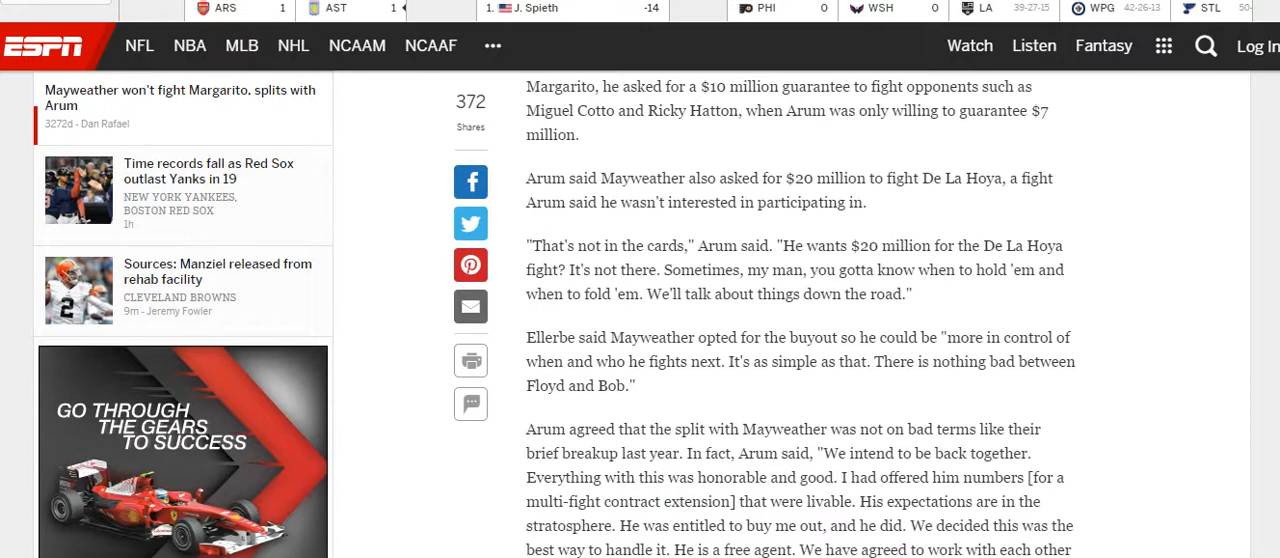 ARS 1 AST 1 1. J. Spieth -14 PHI 0 WSH 0 LA 39-27-15 WPG 42-26-13 STL 50-
ESPN NFL NBA MLB NHL NCAAM NCAAF ••• Watch Listen Fantasy Log In
Mayweather won't fight Margarito, splits with
Arum
3272d - Dan Rafael
Time records fall as Red Sox
outlast Yanks in 19
NEW YORK YANKEES,
BOSTON RED SOX
1h
Sources: Manziel released from
rehab facility
CLEVELAND BROWNS
9m - Jeremy Fowler
2
GO THROUGH
THE GEARS
TO SUCCESS
372
Shares
Margarito, he asked for a $10 million guarantee to fight opponents such as
Miguel Cotto and Ricky Hatton, when Arum was only willing to guarantee $7
million.
Arum said Mayweather also asked for $20 million to fight De La Hoya, a fight
Arum said he wasn't interested in participating in.
"That's not in the cards," Arum said. "He wants $20 million for the De La Hoya
fight? It's not there. Sometimes, my man, you gotta know when to hold 'em and
when to fold 'em. We'll talk about things down the road."
Ellerbe said Mayweather opted for the buyout so he could be "more in control of
when and who he fights next. It's as simple as that. There is nothing bad between
Floyd and Bob."
Arum agreed that the split with Mayweather was not on bad terms like their
brief breakup last year. In fact, Arum said, "We intend to be back together.
Everything with this was honorable and good. I had offered him numbers [for a
multi-fight contract extension] that were livable. His expectations are in the
stratosphere. He was entitled to buy me out, and he did. We decided this was the
best way to handle it. He is a free agent. We have agreed to work with each other